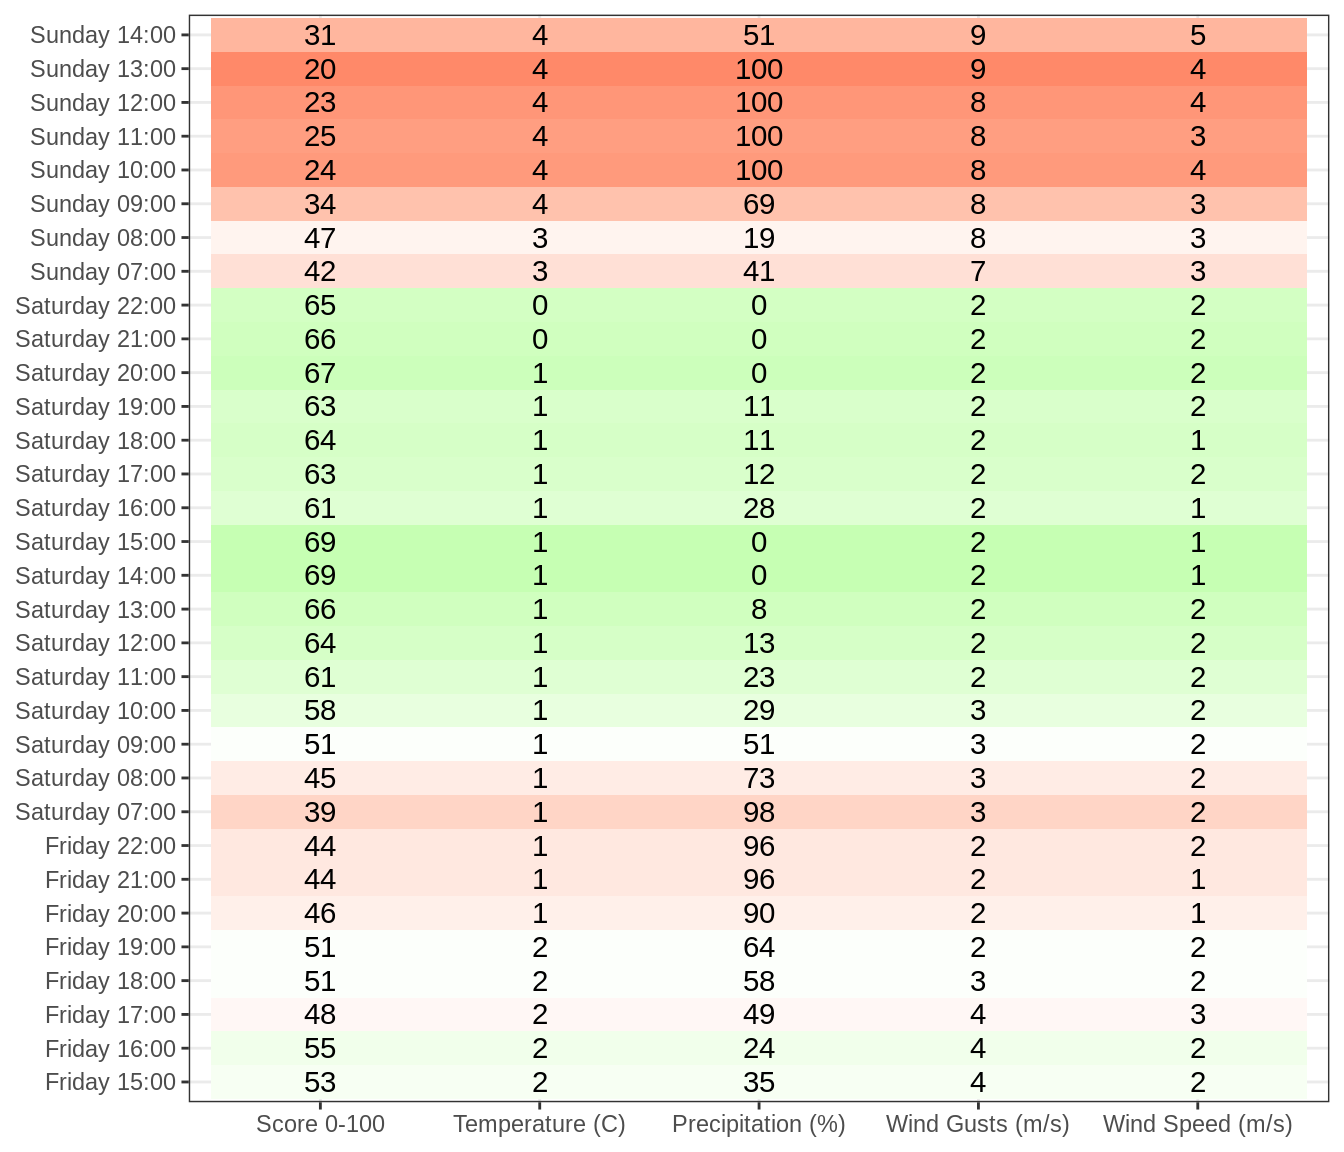 Sunday 14:00 31 4 51 9 5
Sunday 13:00 20 4 100 9 4
Sunday 12:00 23 4 100 8 4
Sunday 11:00 25 4 100 8 3
Sunday 10:00 24 4 100 8 4
Sunday 09:00 34 4 69 8 3
Sunday 08:00 47 3 19 8 3
Sunday 07:00 42 3 41 7 3
Saturday 22:00 65 0 0 2 2
Saturday 21:00 66 0 0 2 2
Saturday 20:00 67 1 0 2 2
Saturday 19:00 63 1 11 2 2
Saturday 18:00 64 1 11 2 1
Saturday 17:00 63 1 12 2 2
Saturday 16:00 61 1 28 2 1
Saturday 15:00 69 1 0 2 1
Saturday 14:00 69 1 0 2 1
Saturday 13:00 66 1 8 2 2
Saturday 12:00 64 1 13 2 2
Saturday 11:00 61 1 23 2 2
Saturday 10:00 58 1 29 3 2
Saturday 09:00 51 1 51 3 2
Saturday 08:00 45 1 73 3 2
Saturday 07:00 39 1 98 3 2
Friday 22:00 44 1 96 2 2
Friday 21:00 44 1 96 2 1
Friday 20:00 46 1 90 2 1
Friday 19:00 51 2 64 2 2
Friday 18:00 51 2 58 3 2
Friday 17:00 48 2 49 4 3
Friday 16:00 55 2 24 4 2
Friday 15:00 53 2 35 4 2
Score 0-100 Temperature (C) Precipitation (%) Wind Gusts (m/s) Wind Speed (m/s)